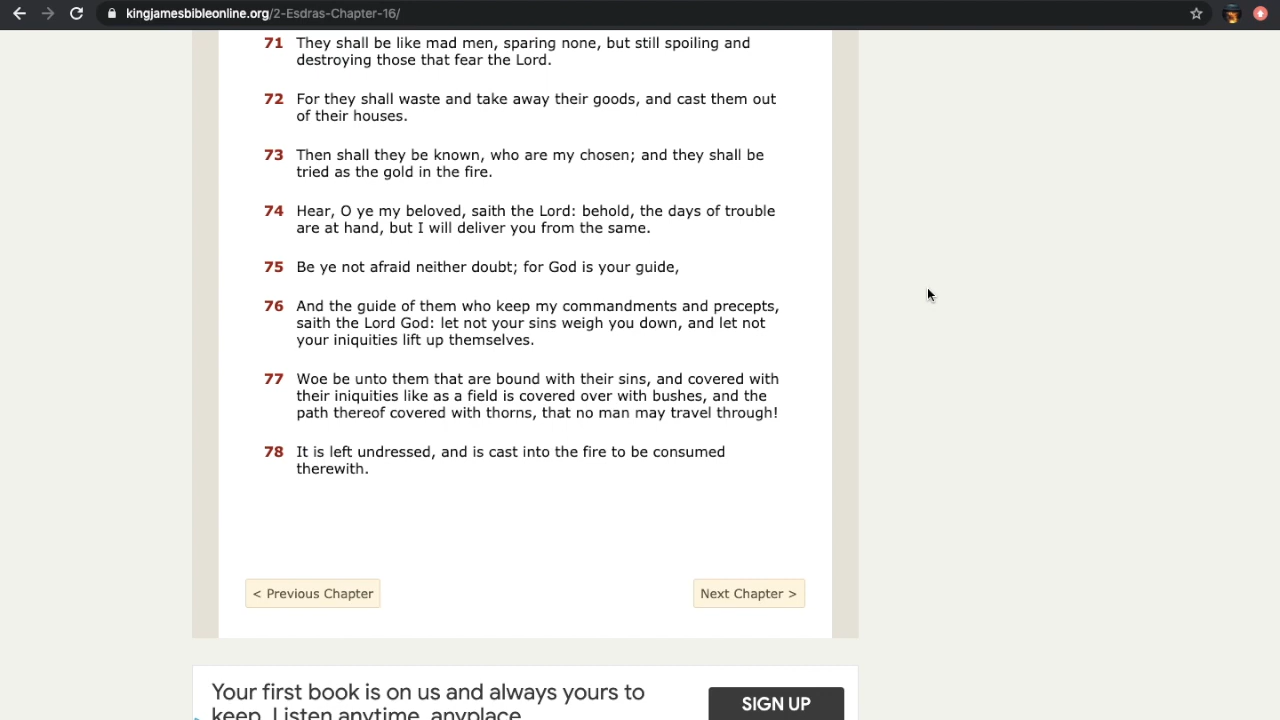 kingjamesbibleonline.org/2-Esdras-Chapter-16/
71 They shall be like mad men, sparing none, but still spoiling and
destroying those that fear the Lord.
72 For they shall waste and take away their goods, and cast them out
of their houses.
73 Then shall they be known, who are my chosen; and they shall be
tried as the gold in the fire.
74 Hear, O ye my beloved, saith the Lord: behold, the days of trouble
are at hand, but I will deliver you from the same.
75 Be ye not afraid neither doubt; for God is your guide,
76 And the guide of them who keep my commandments and precepts,
saith the Lord God: let not your sins weigh you down, and let not
your iniquities lift up themselves.
77 Woe be unto them that are bound with their sins, and covered with
their iniquities like as a field is covered over with bushes, and the
path thereof covered with thorns, that no man may travel through!
78 It is left undressed, and is cast into the fire to be consumed
therewith.
< Previous Chapter
Next Chapter >
Your first book is on us and always yours to
keep. Listen anytime, anyplace.
SIGN UP